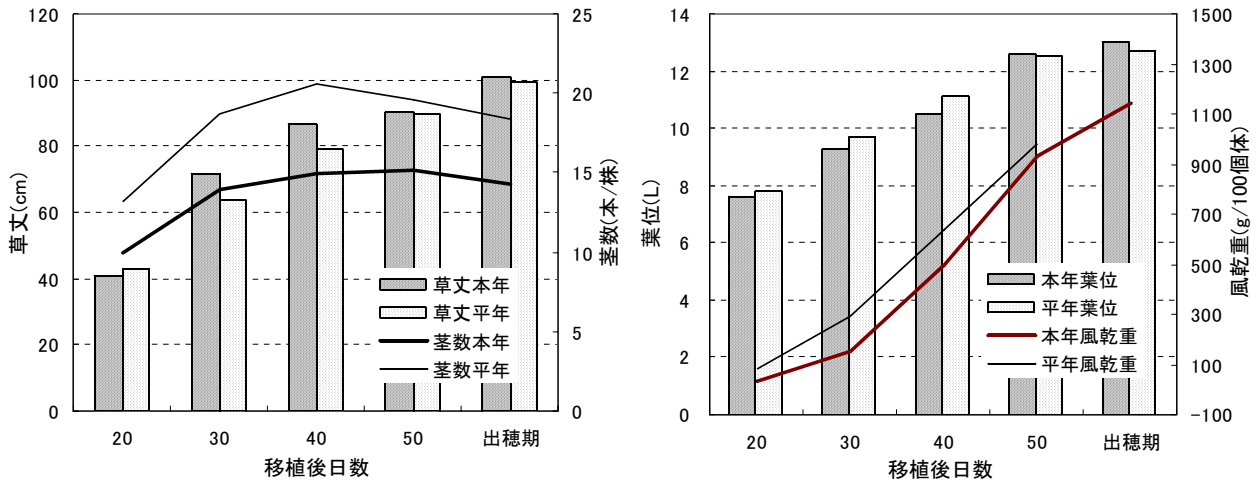 120
100
80
60
40
20
0
草丈(cm)
25
20
15
10
5
0
茎数(本/株)
草丈本年
草丈平年
茎数本年
茎数平年
20 30 40 50 出穂期
移植後日数
14
12
10
8
6
4
2
0
葉位(L)
1500
1300
1100
900
700
500
300
100
-100
風乾重(g/100個体)
本年葉位
平年葉位
本年風乾重
平年風乾重
20 30 40 50 出穂期
移植後日数